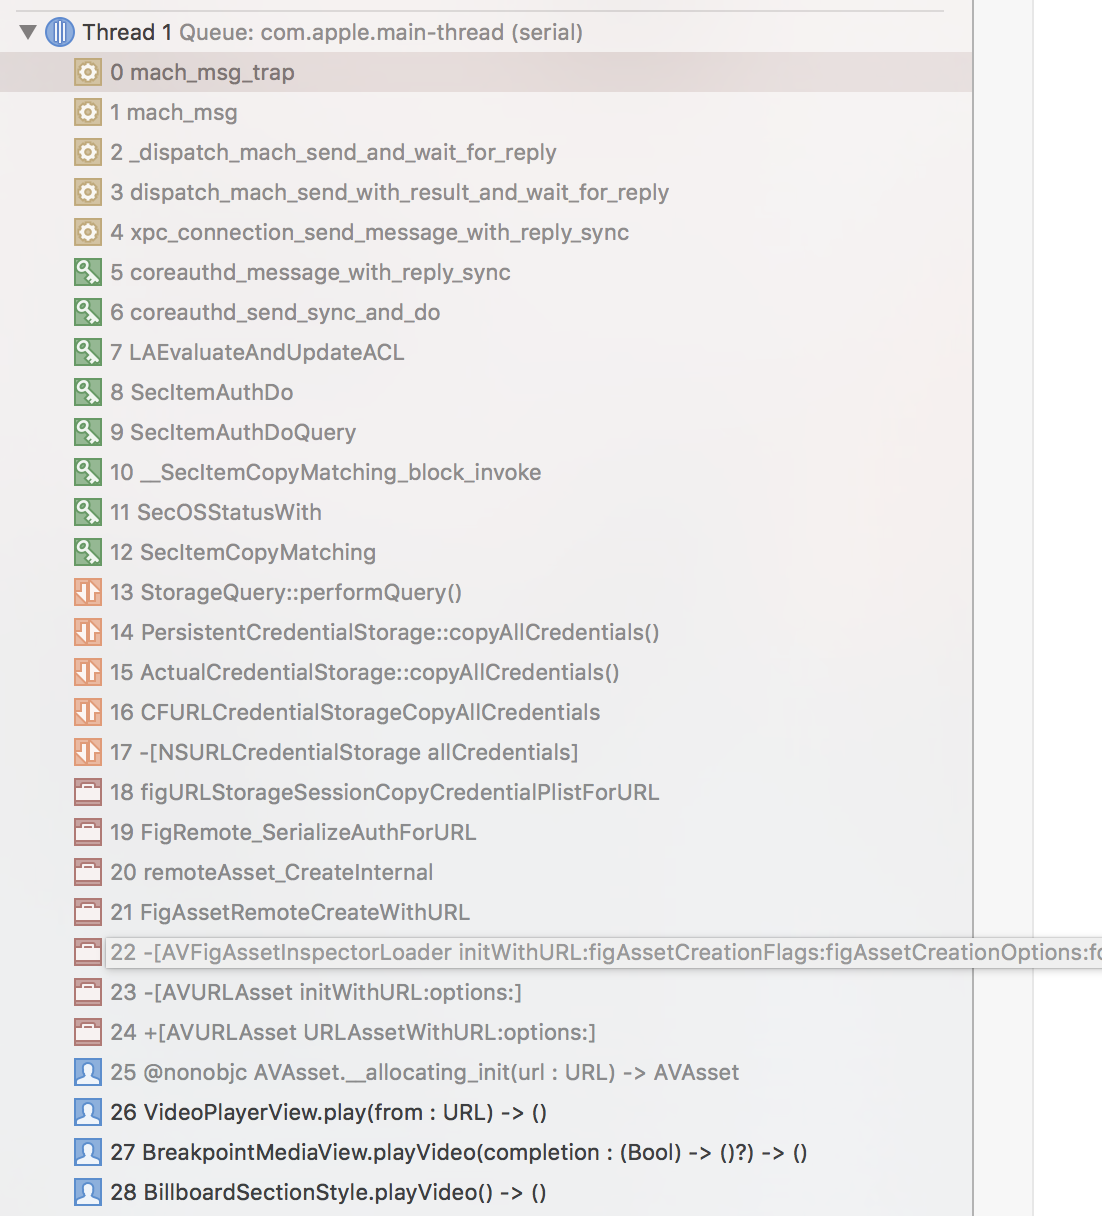 Thread 1 Queue: com.apple.main-thread (serial)
0 mach_msg_trap
1 mach_msg
2 _dispatch_mach_send_and_wait_for_reply
3 dispatch_mach_send_with_result_and_wait_for_reply
4 xpc_connection_send_message_with_reply_sync
5 coreauthd_message_with_reply_sync
6 coreauthd_send_sync_and_do
7 LAEvaluateAndUpdateACL
8 SecItemAuthDo
9 SecItemAuthDoQuery
10 __SecItemCopyMatching_block_invoke
11 SecOSStatusWith
12 SecItemCopyMatching
13 StorageQuery::performQuery()
14 PersistentCredentialStorage::copyAllCredentials()
15 ActualCredentialStorage::copyAllCredentials()
16 CFURLCredentialStorageCopyAllCredentials
17 -[NSURLCredentialStorage allCredentials]
18 figURLStorageSessionCopyCredentialPlistForURL
19 FigRemote_SerializeAuthForURL
20 remoteAsset_CreateInternal
21 FigAssetRemoteCreateWithURL
22 -[AVFigAssetInspectorLoader initWithURL:figAssetCreationFlags:figAssetCreationOptions:fo
23 -[AVURLAsset initWithURL:options:]
24 +[AVURLAsset URLAssetWithURL:options:]
25 @nonobjc AVAsset.__allocating_init(url : URL) -> AVAsset
26 VideoPlayerView.play(from : URL) -> ()
27 BreakpointMediaView.playVideo(completion : (Bool) -> ()?) -> ()
28 BillboardSectionStyle.playVideo() -> ()